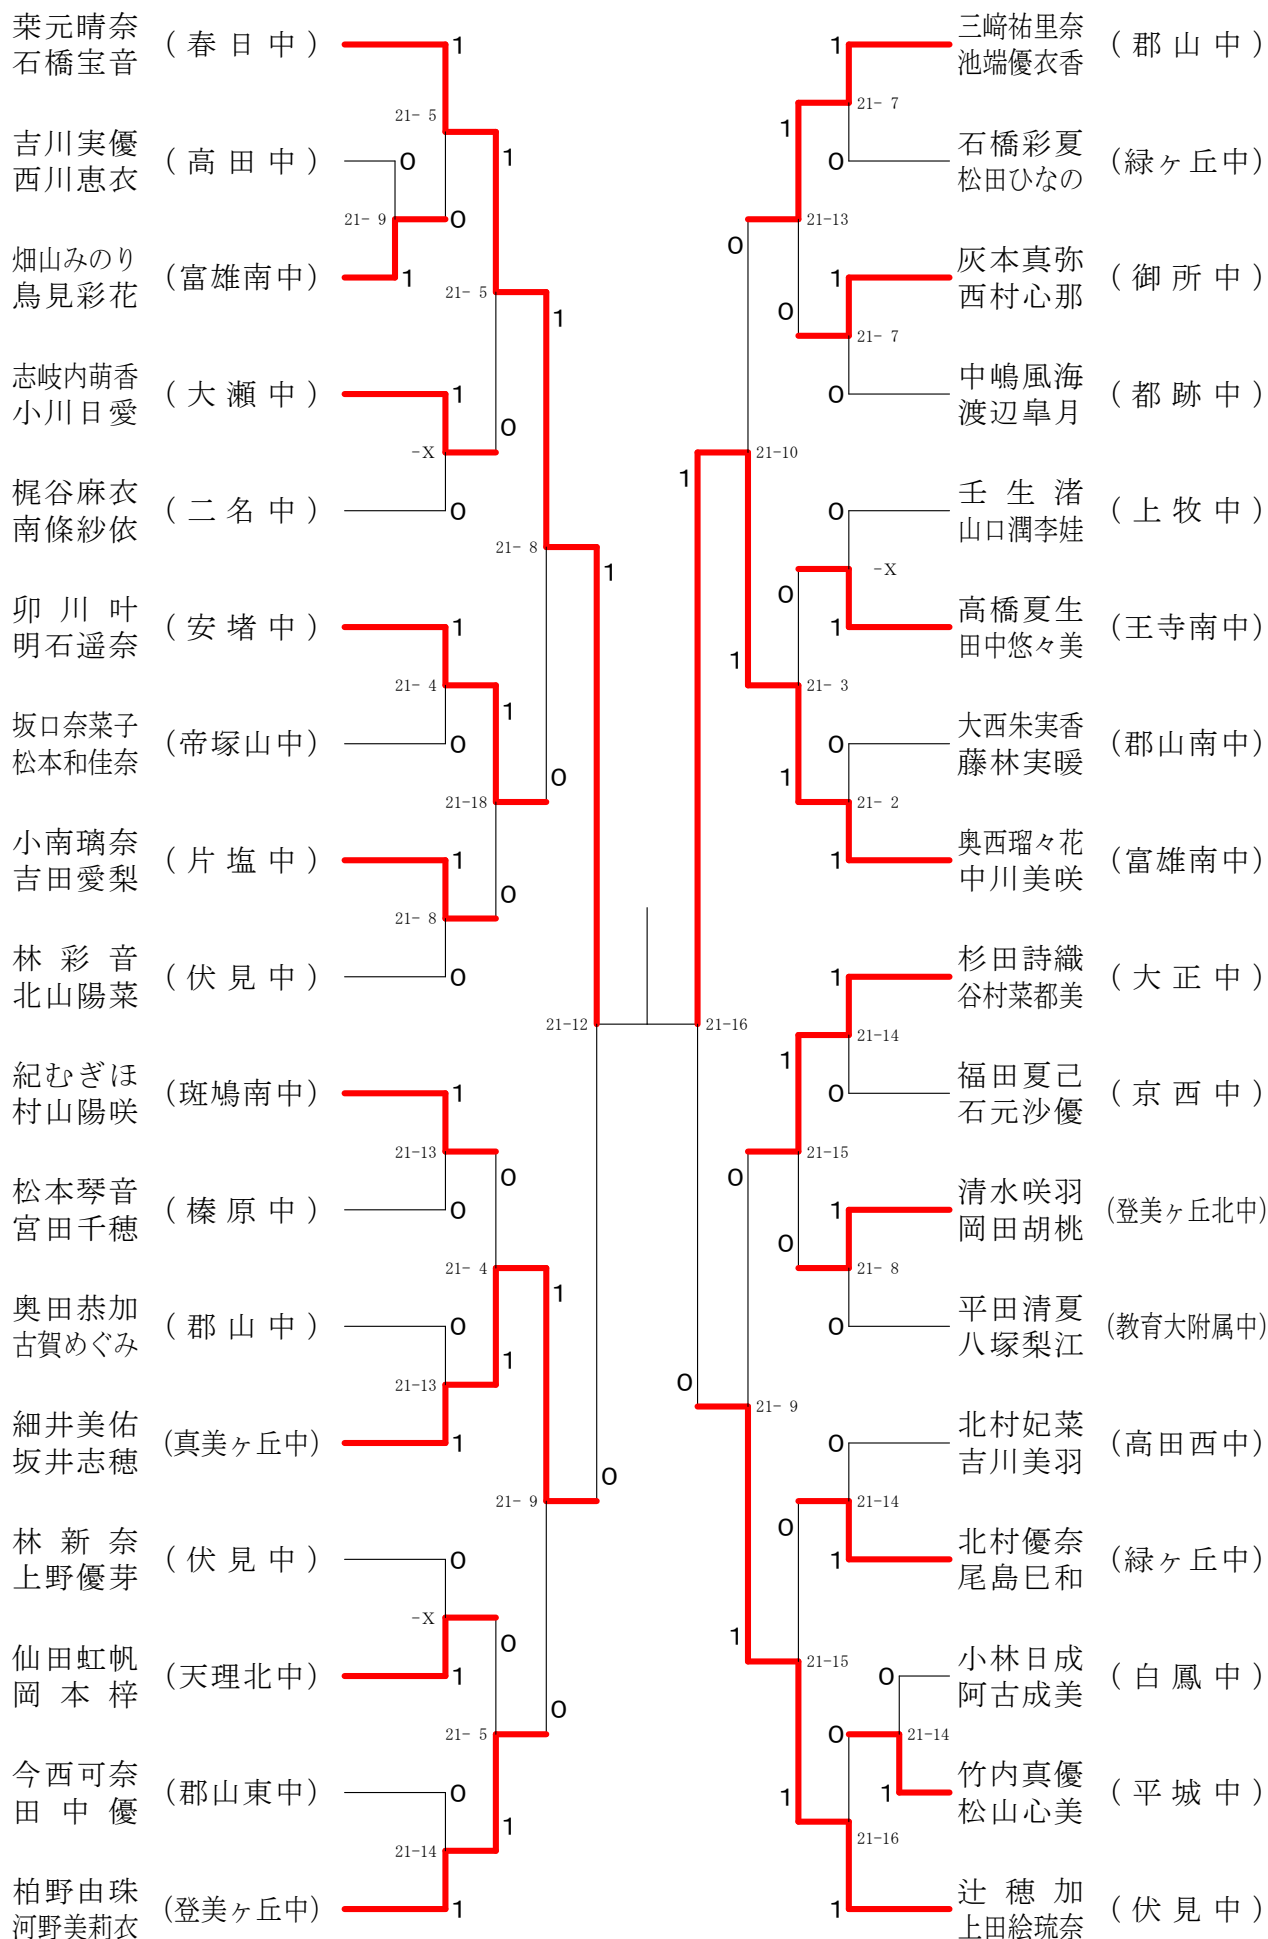 栞元晴奈
石橋宝音
(春日中)
1
21- 5
吉川実優
西川恵衣
(高田中)
0
1
21- 9
0
畑山みのり
鳥見彩花
(富雄南中)
1
21- 5
1
志岐内萌香
小川日愛
(大瀬中)
1
0
-X
梶谷麻衣
南條紗依
(二名中)
0
21- 8
1
卯川叶
明石遥奈
(安堵中)
1
21- 4
1
坂口奈菜子
松本和佳奈
(帝塚山中)
0
0
21-18
小南璃奈
吉田愛梨
(片塩中)
1
0
21- 8
林彩音
北山陽菜
(伏見中)
0
21-12
紀むぎほ
村山陽咲
(斑鳩南中)
1
21-13
0
松本琴音
宮田千穂
(榛原中)
0
21- 4
1
奥田恭加
古賀めぐみ
(郡山中)
0
1
21-13
細井美佑
坂井志穂
(真美ヶ丘中)
1
0
21- 9
林新奈
上野優芽
(伏見中)
0
-X
0
仙田虹帆
岡本梓
(天理北中)
1
0
21- 5
今西可奈
田中優
(郡山東中)
0
1
21-14
柏野由珠
河野美莉衣
(登美ヶ丘中)
1
三﨑祐里奈
池端優衣香
(郡山中)
1
21- 7
1
石橋彩夏
松田ひなの
(緑ヶ丘中)
0
21-13
0
灰本真弥
西村心那
(御所中)
1
0
21- 7
中嶋風海
渡辺皐月
(都跡中)
0
21-10
1
壬生渚
山口潤李娃
(上牧中)
0
-X
0
高橋夏生
田中悠々美
(王寺南中)
1
1
21- 3
大西朱実香
藤林実暖
(郡山南中)
0
1
21- 2
奥西瑠々花
中川美咲
(富雄南中)
1
杉田詩織
谷村菜都美
(大正中)
1
21-16
21-14
1
福田夏己
石元沙優
(京西中)
0
21-15
0
清水咲羽
岡田胡桃
(登美ヶ丘北中)
1
0
21- 8
平田清夏
八塚梨江
(教育大附属中)
0
0
21- 9
北村妃菜
吉川美羽
(高田西中)
0
21-14
0
北村優奈
尾島巳和
(緑ヶ丘中)
1
1
21-15
小林日成
阿古成美
(白鳳中)
0
0
21-14
竹内真優
松山心美
(平城中)
1
1
21-16
辻穂加
上田絵琉奈
(伏見中)
1